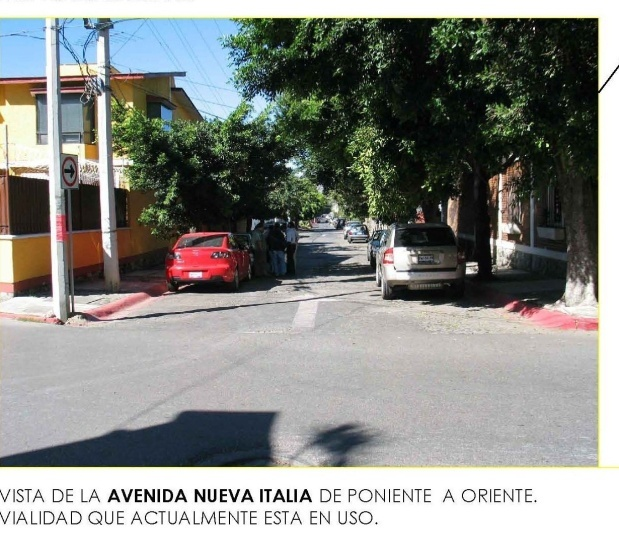 VISTA DE LA AVENIDA NUEVA ITALIA DE PONIENTE A ORIENTE.
VIALIDAD QUE ACTUALMENTE ESTA EN USO.